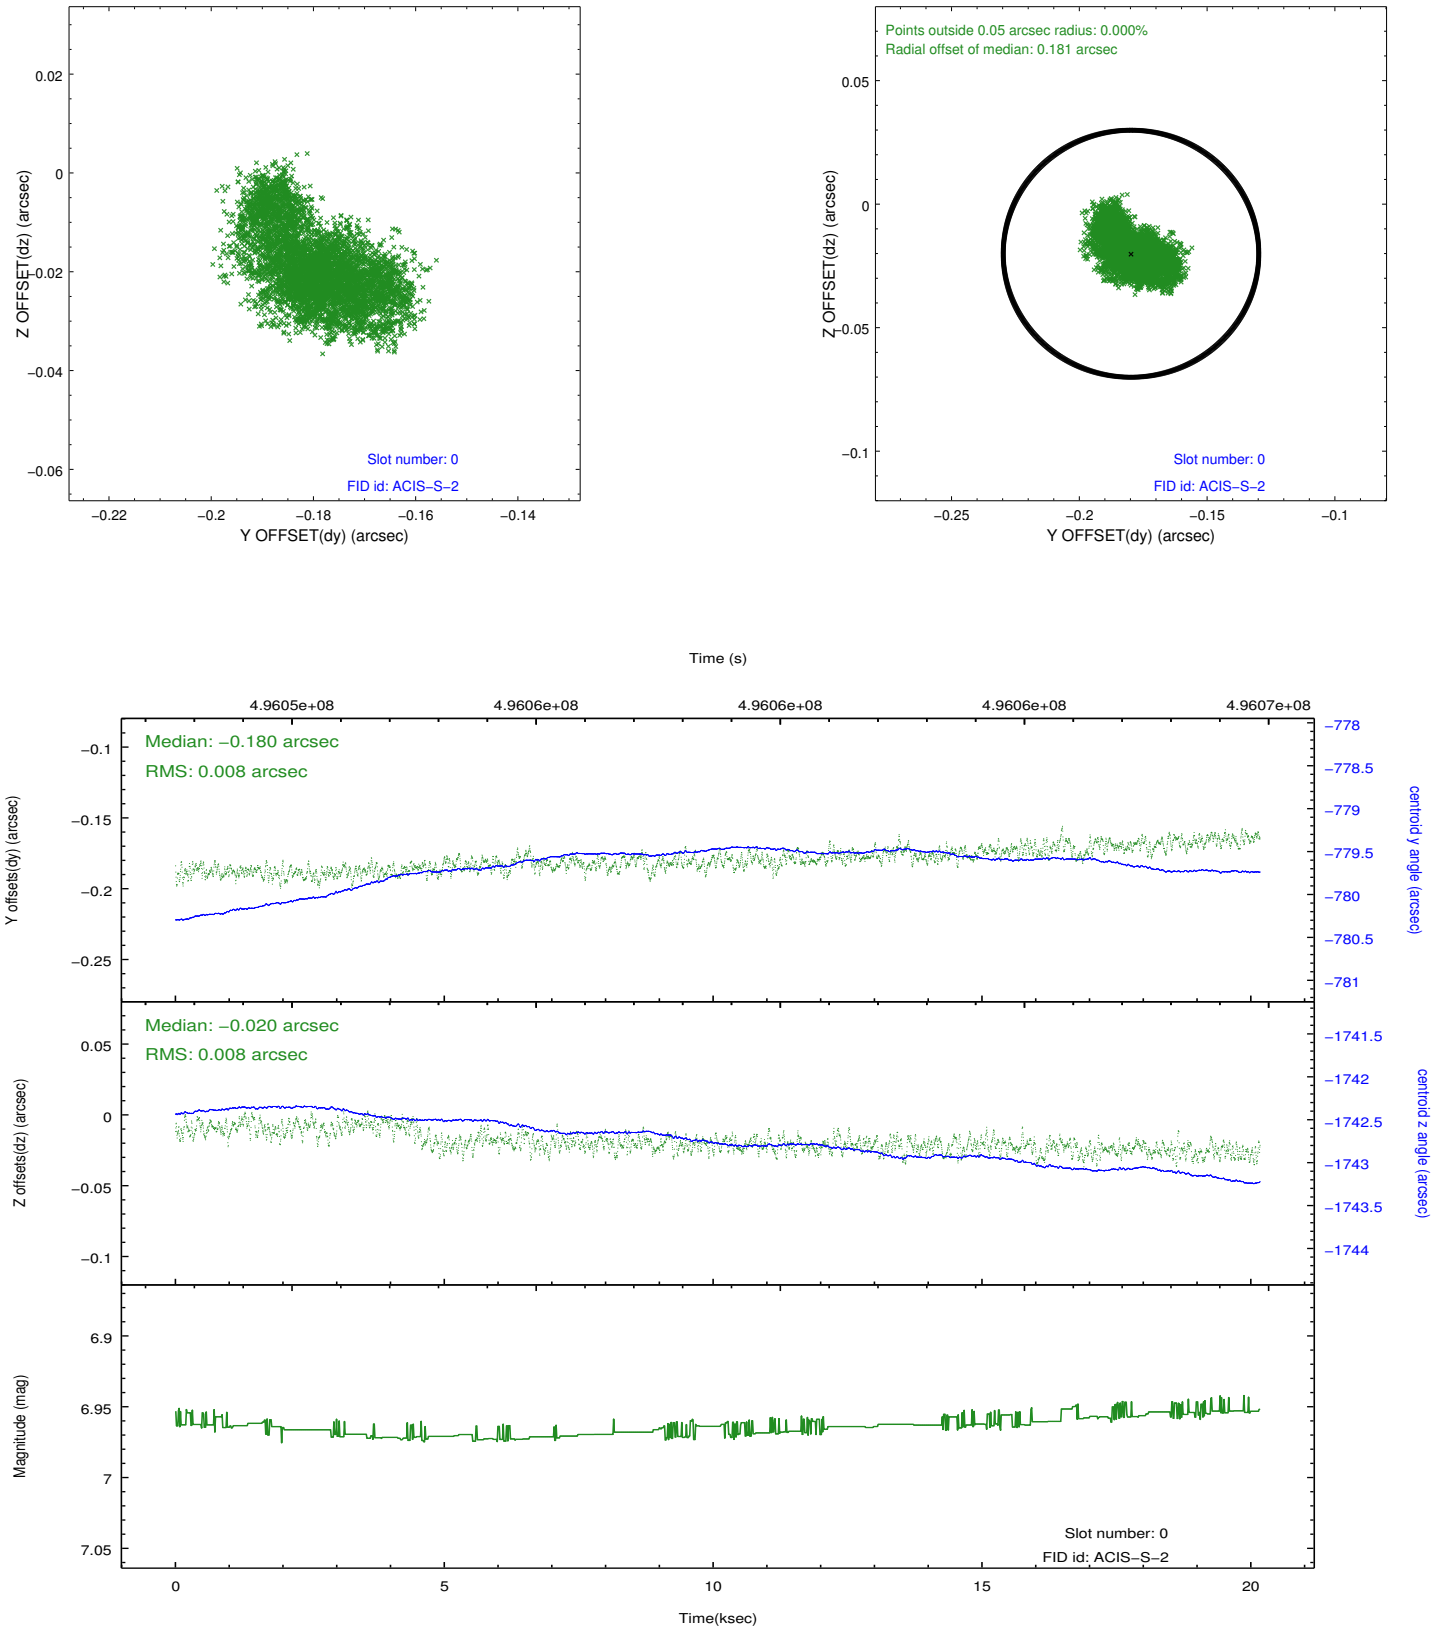 0.02
0
−0.02
−0.04
−0.06
Z OFFSET(dz) (arcsec)
Slot number: 0
FID id: ACIS−S−2
−0.22
−0.2
−0.18
−0.16
−0.14
Y OFFSET(dy) (arcsec)
Points outside 0.05 arcsec radius: 0.000%
Radial offset of median: 0.181 arcsec
0.05
0
−0.05
−0.1
Z OFFSET(dz) (arcsec)
Slot number: 0
FID id: ACIS−S−2
−0.25
−0.2
−0.15
−0.1
Y OFFSET(dy) (arcsec)
Time (s)
4.9605e+08
4.9606e+08
4.9606e+08
4.9606e+08
4.9607e+08
Median: −0.180 arcsec
RMS: 0.008 arcsec
−0.1
−0.15
−0.2
−0.25
Y offsets(dy) (arcsec)
−778
−778.5
−779
−779.5
−780
−780.5
−781
centroid y angle (arcsec)
Median: −0.020 arcsec
RMS: 0.008 arcsec
0.05
0
−0.05
−0.1
Z offsets(dz) (arcsec)
−1741.5
−1742
−1742.5
−1743
−1743.5
−1744
centroid z angle (arcsec)
6.9
6.95
7
7.05
Magnitude (mag)
Slot number: 0
FID id: ACIS−S−2
0
5
10
15
20
Time(ksec)